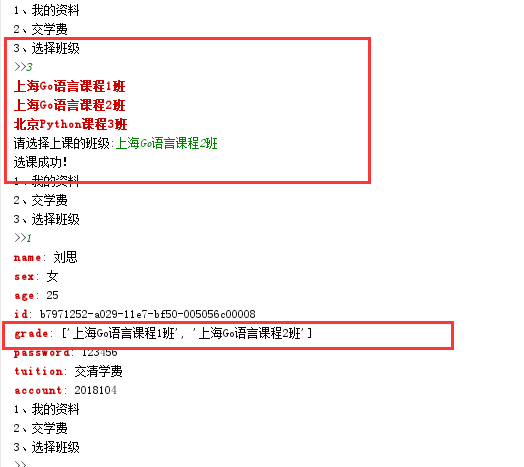 1、我的资料
2、交学费
3、选择班级
>>3
上海Go语言课程1班
上海Go语言课程2班
北京Python课程3班
请选择上课的班级:上海Go语言课程2班
选课成功!
1、我的资料
2、交学费
3、选择班级
>>1
name: 刘思
sex: 女
age: 25
id: b7971252-a029-11e7-bf50-005056c00008
grade: ['上海Go语言课程1班', '上海Go语言课程2班']
password: 123456
tuition: 交清学费
account: 2018104
1、我的资料
2、交学费
3、选择班级
>>